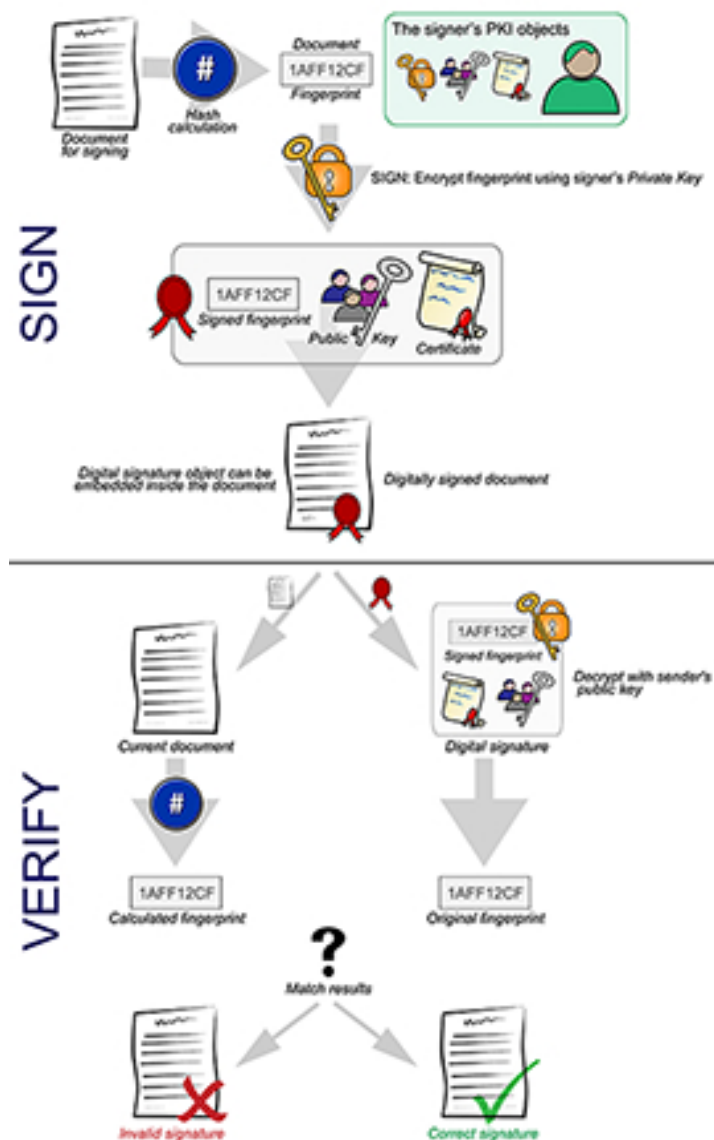 The signer's PKI objects
Document
1AFF12CF
Fingerprint
#
Hash
calculation
Document
for signing
SIGN: Encrypt fingerprint using signer's Private Key
SIGN
1AFF12CF
Signed fingerprint
Public Key
Certificate
Digital signature object can be
embedded inside the document
Digitally signed document
VERIFY
1AFF12CF
Signed fingerprint
Decrypt with sender's
public key
Current document
Digital signature
#
1AFF12CF
Calculated fingerprint
1AFF12CF
Original fingerprint
?
Match results
Invalid signature
Correct signature